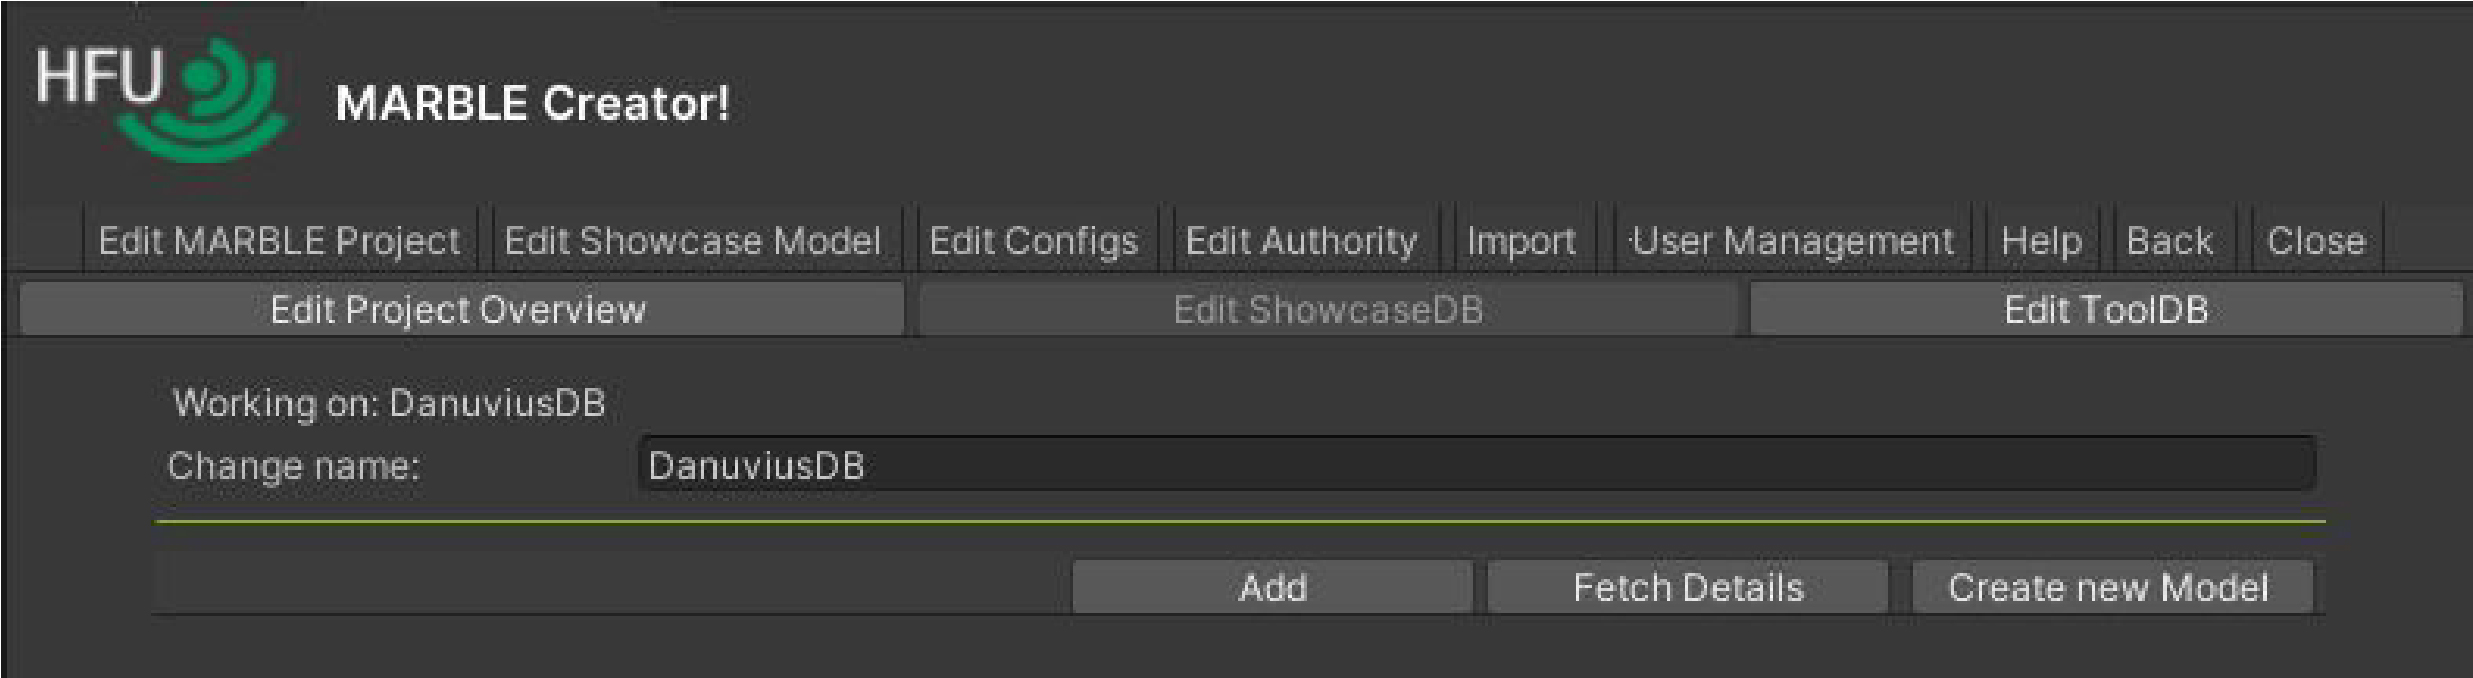 HFU
MARBLE Creator!
Edit MARBLE Project Edit Showcase Model Edit Configs Edit Authority Import User Management Help Back Close
Edit Project Overview Edit ShowcaseDB Edit ToolDB
Working on: DanuviusDB
Change name: DanuviusDB
Add Fetch Details Create new Model